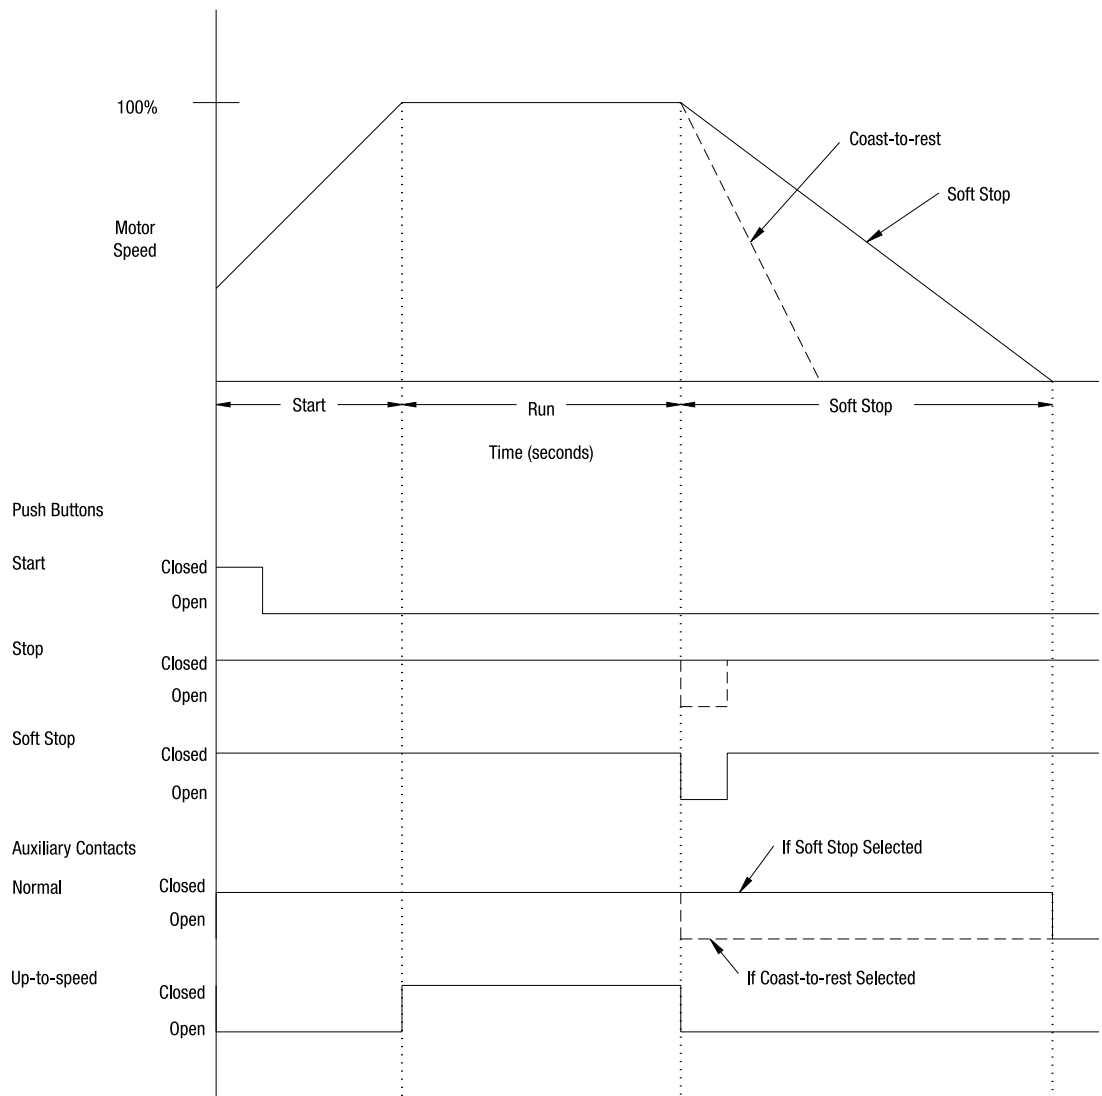 100%
Coast-to-rest
Soft Stop
Motor
Speed
Start
Run
Soft Stop
Time (seconds)
Push Buttons
Start
Closed
Open
Stop
Closed
Open
Soft Stop
Closed
Open
Auxiliary Contacts
If Soft Stop Selected
Normal
Closed
Open
Up-to-speed
If Coast-to-rest Selected
Closed
Open